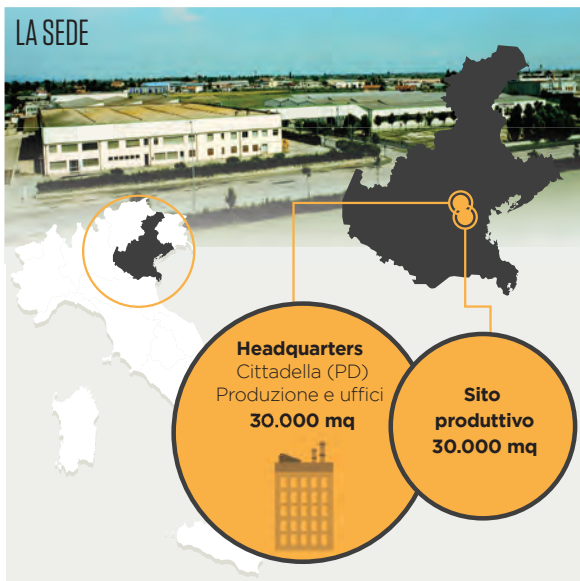 LA SEDE
Headquarters
Cittadella (PD)
Produzione e uffici
30.000 mq
Sito
produttivo
30.000 mq